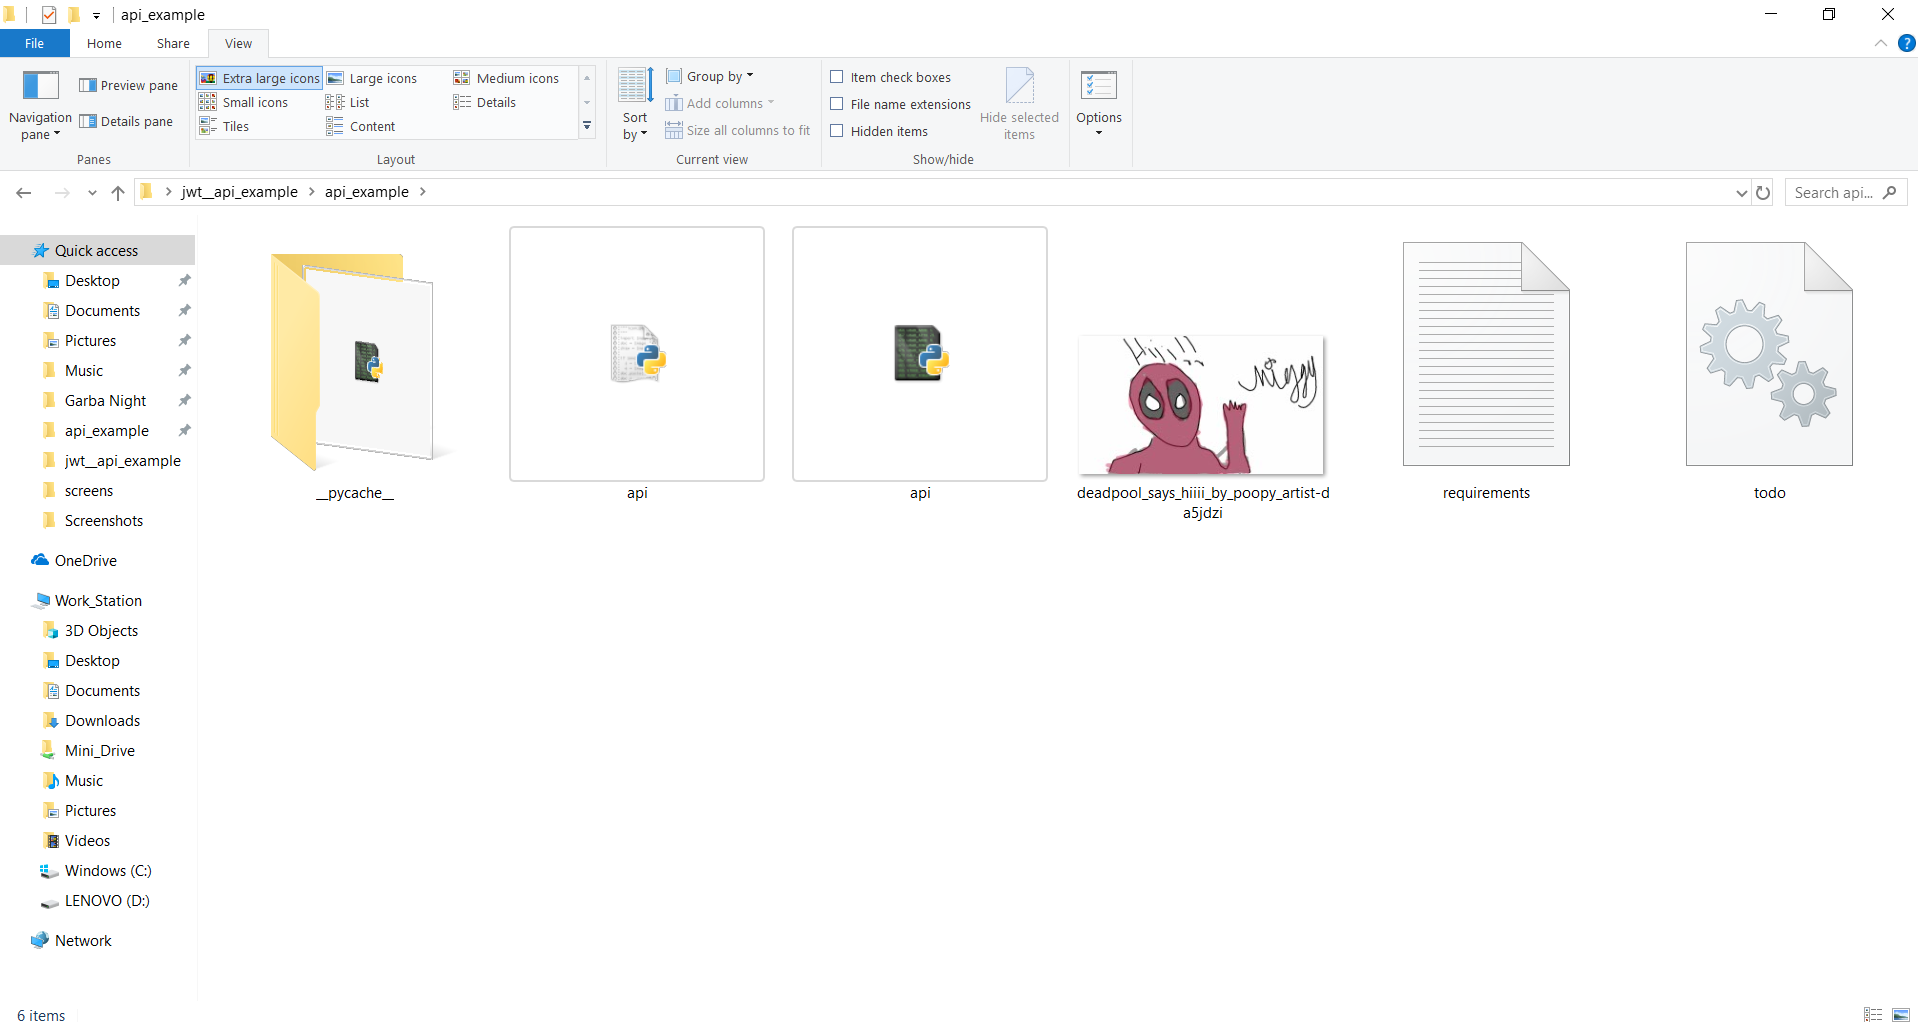 api_example
File
Home
Share
View
?
Navigation pane
Preview pane
Details pane
Panes
Extra large icons
Large icons
Medium icons
Small icons
List
Details
Tiles
Content
Layout
Sort by
Group by
Add columns
Size all columns to fit
Current view
Item check boxes
File name extensions
Hidden items
Hide selected items
Show/hide
Options
jwt__api_example
api_example
Search api...
Quick access
Desktop
Documents
Pictures
Music
Garba Night
api_example
jwt__api_example
screens
Screenshots
OneDrive
Work_Station
3D Objects
Desktop
Documents
Downloads
Mini_Drive
Music
Pictures
Videos
Windows (C:)
LENOVO (D:)
Network
__pycache__
api
api
deadpool_says_hiiii_by_poopy_artist-d
a5jdzi
requirements
todo
6 items